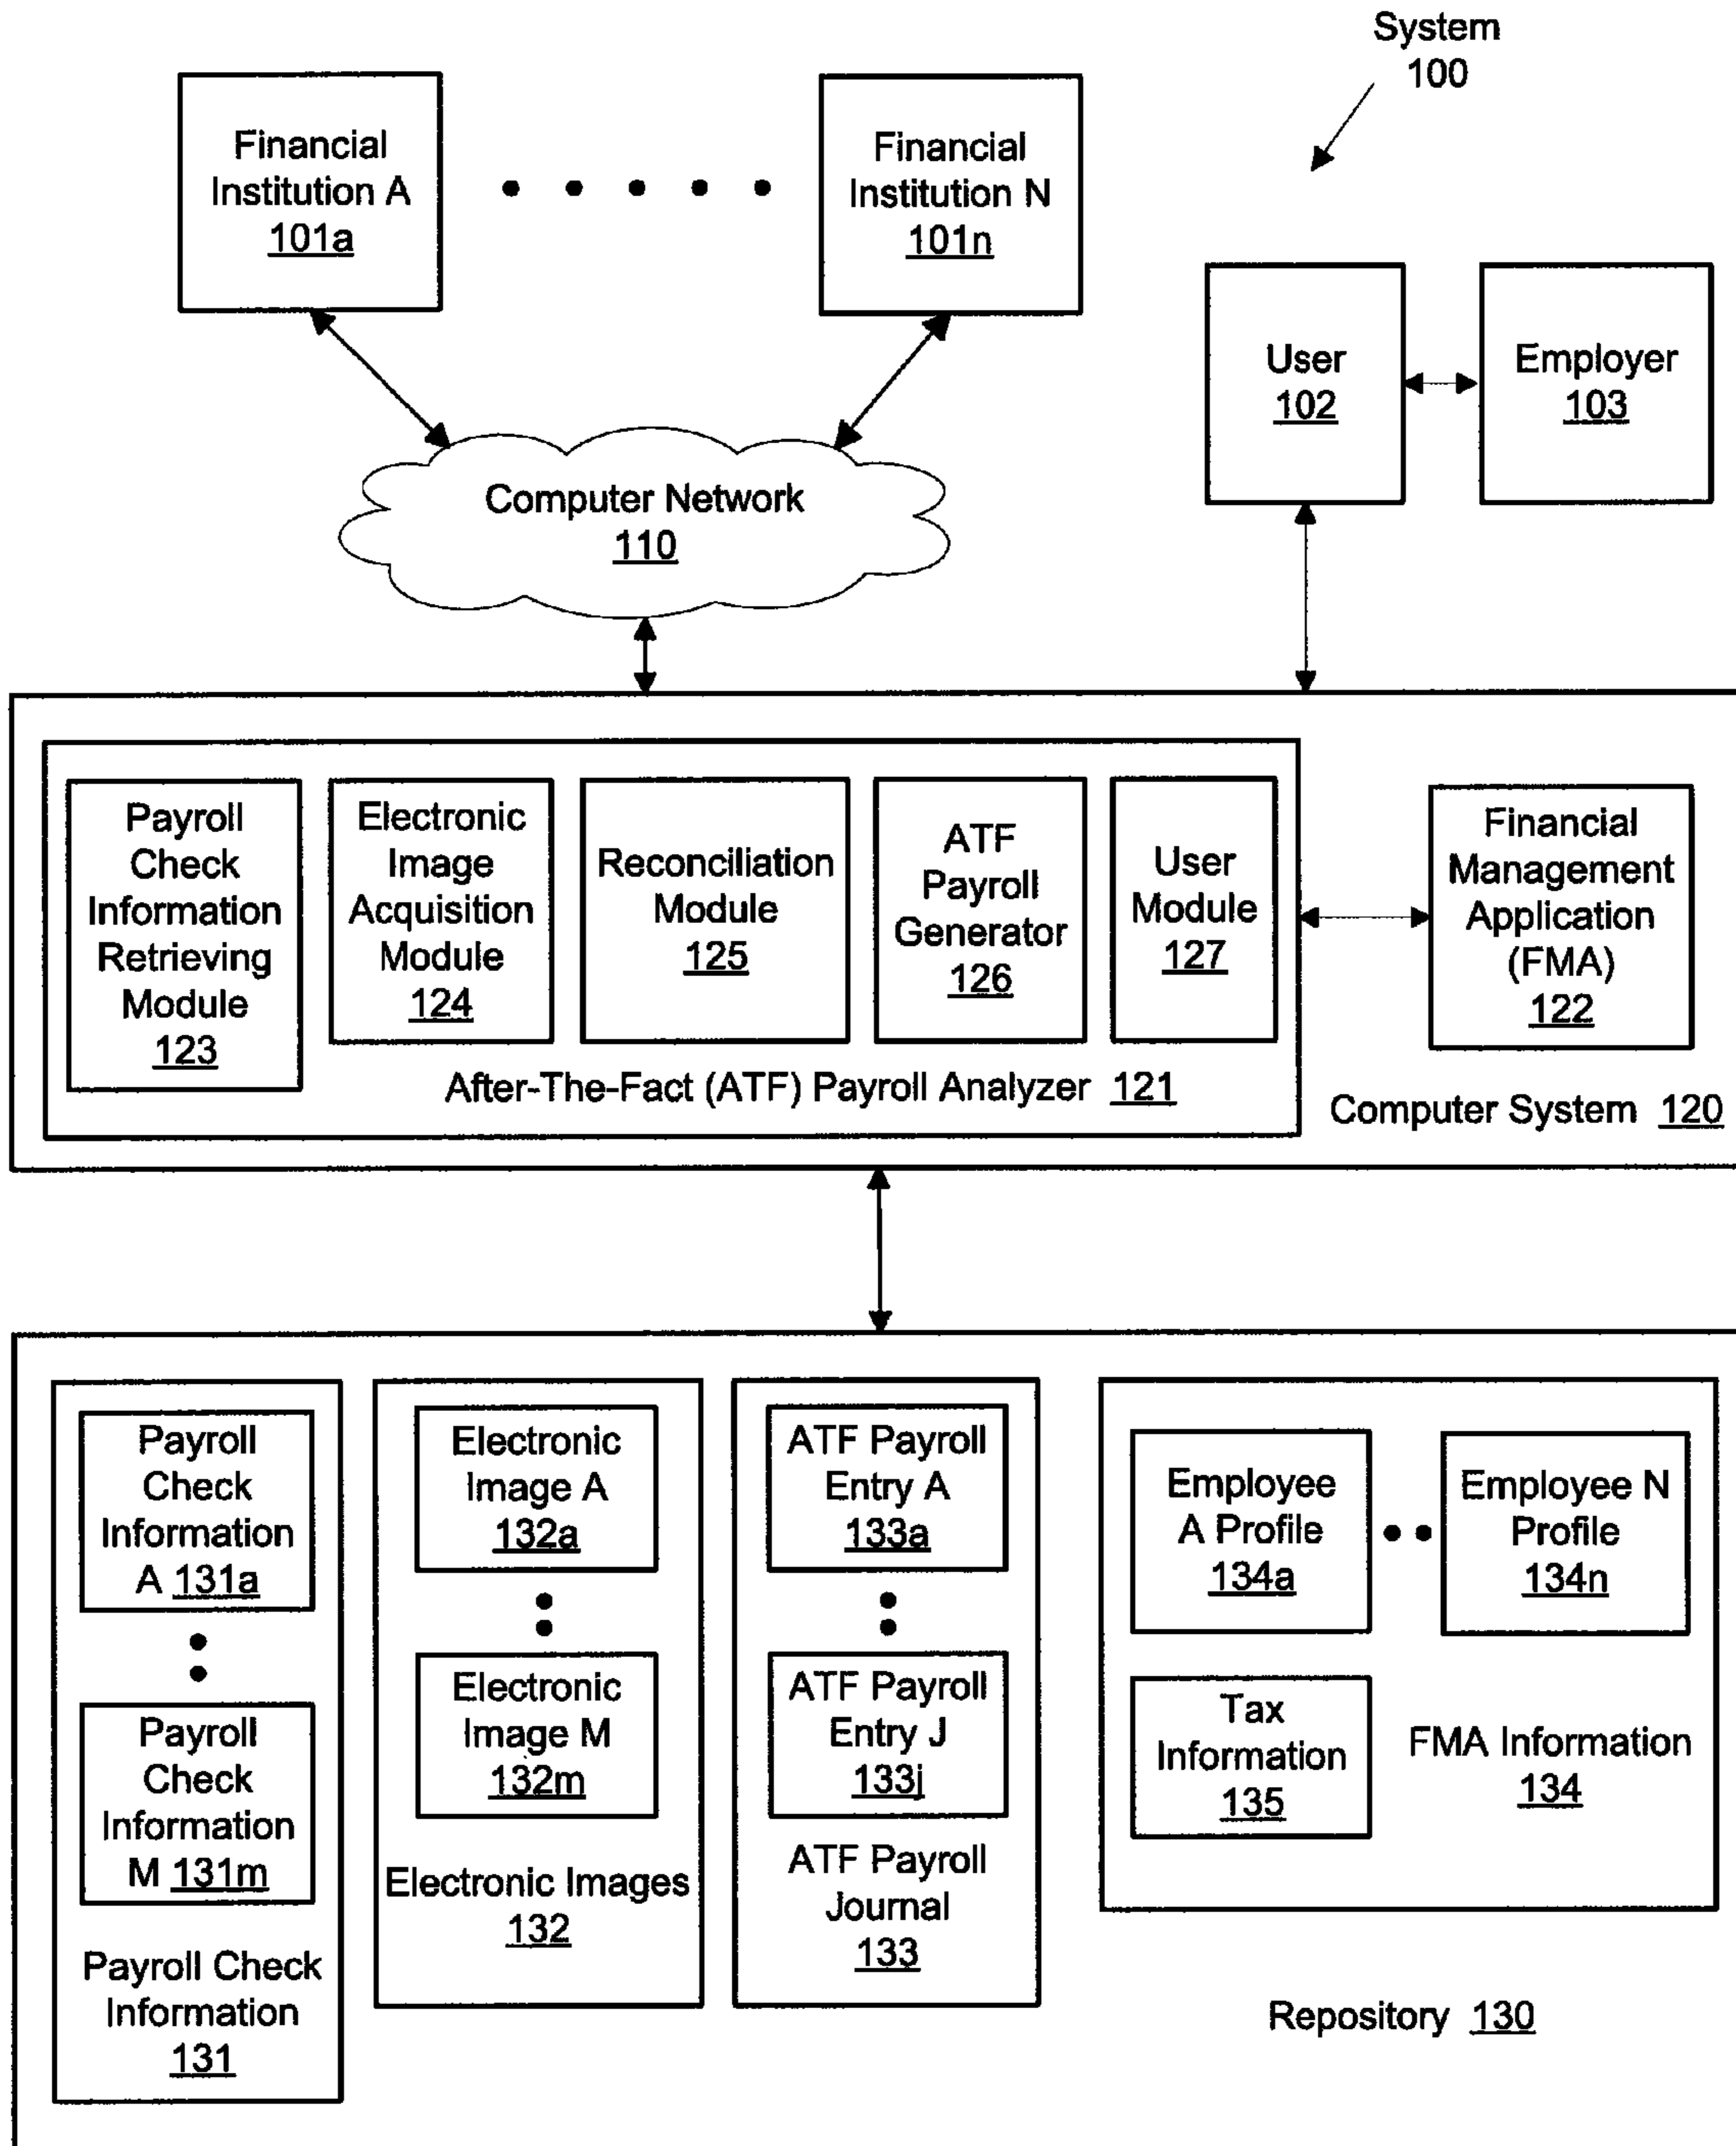 System
100
Financial
Institution A
101a
Financial
Institution N
101n
User
102
Employer
103
Computer Network
110
Payroll
Check
Information
Retrieving
Module
123
Electronic
Image
Acquisition
Module
124
Reconciliation
Module
125
ATF
Payroll
Generator
126
User
Module
127
After-The-Fact (ATF) Payroll Analyzer 121
Financial
Management
Application
(FMA)
122
Computer System 120
Payroll
Check
Information
A 131a
Payroll
Check
Information
M 131m
Payroll Check
Information
131
Electronic
Image A
132a
Electronic
Image M
132m
Electronic Images
132
ATF Payroll
Entry A
133a
ATF Payroll
Entry J
133j
ATF Payroll
Journal
133
Employee
A Profile
134a
Employee N
Profile
134n
Tax
Information
135
FMA Information
134
Repository 130